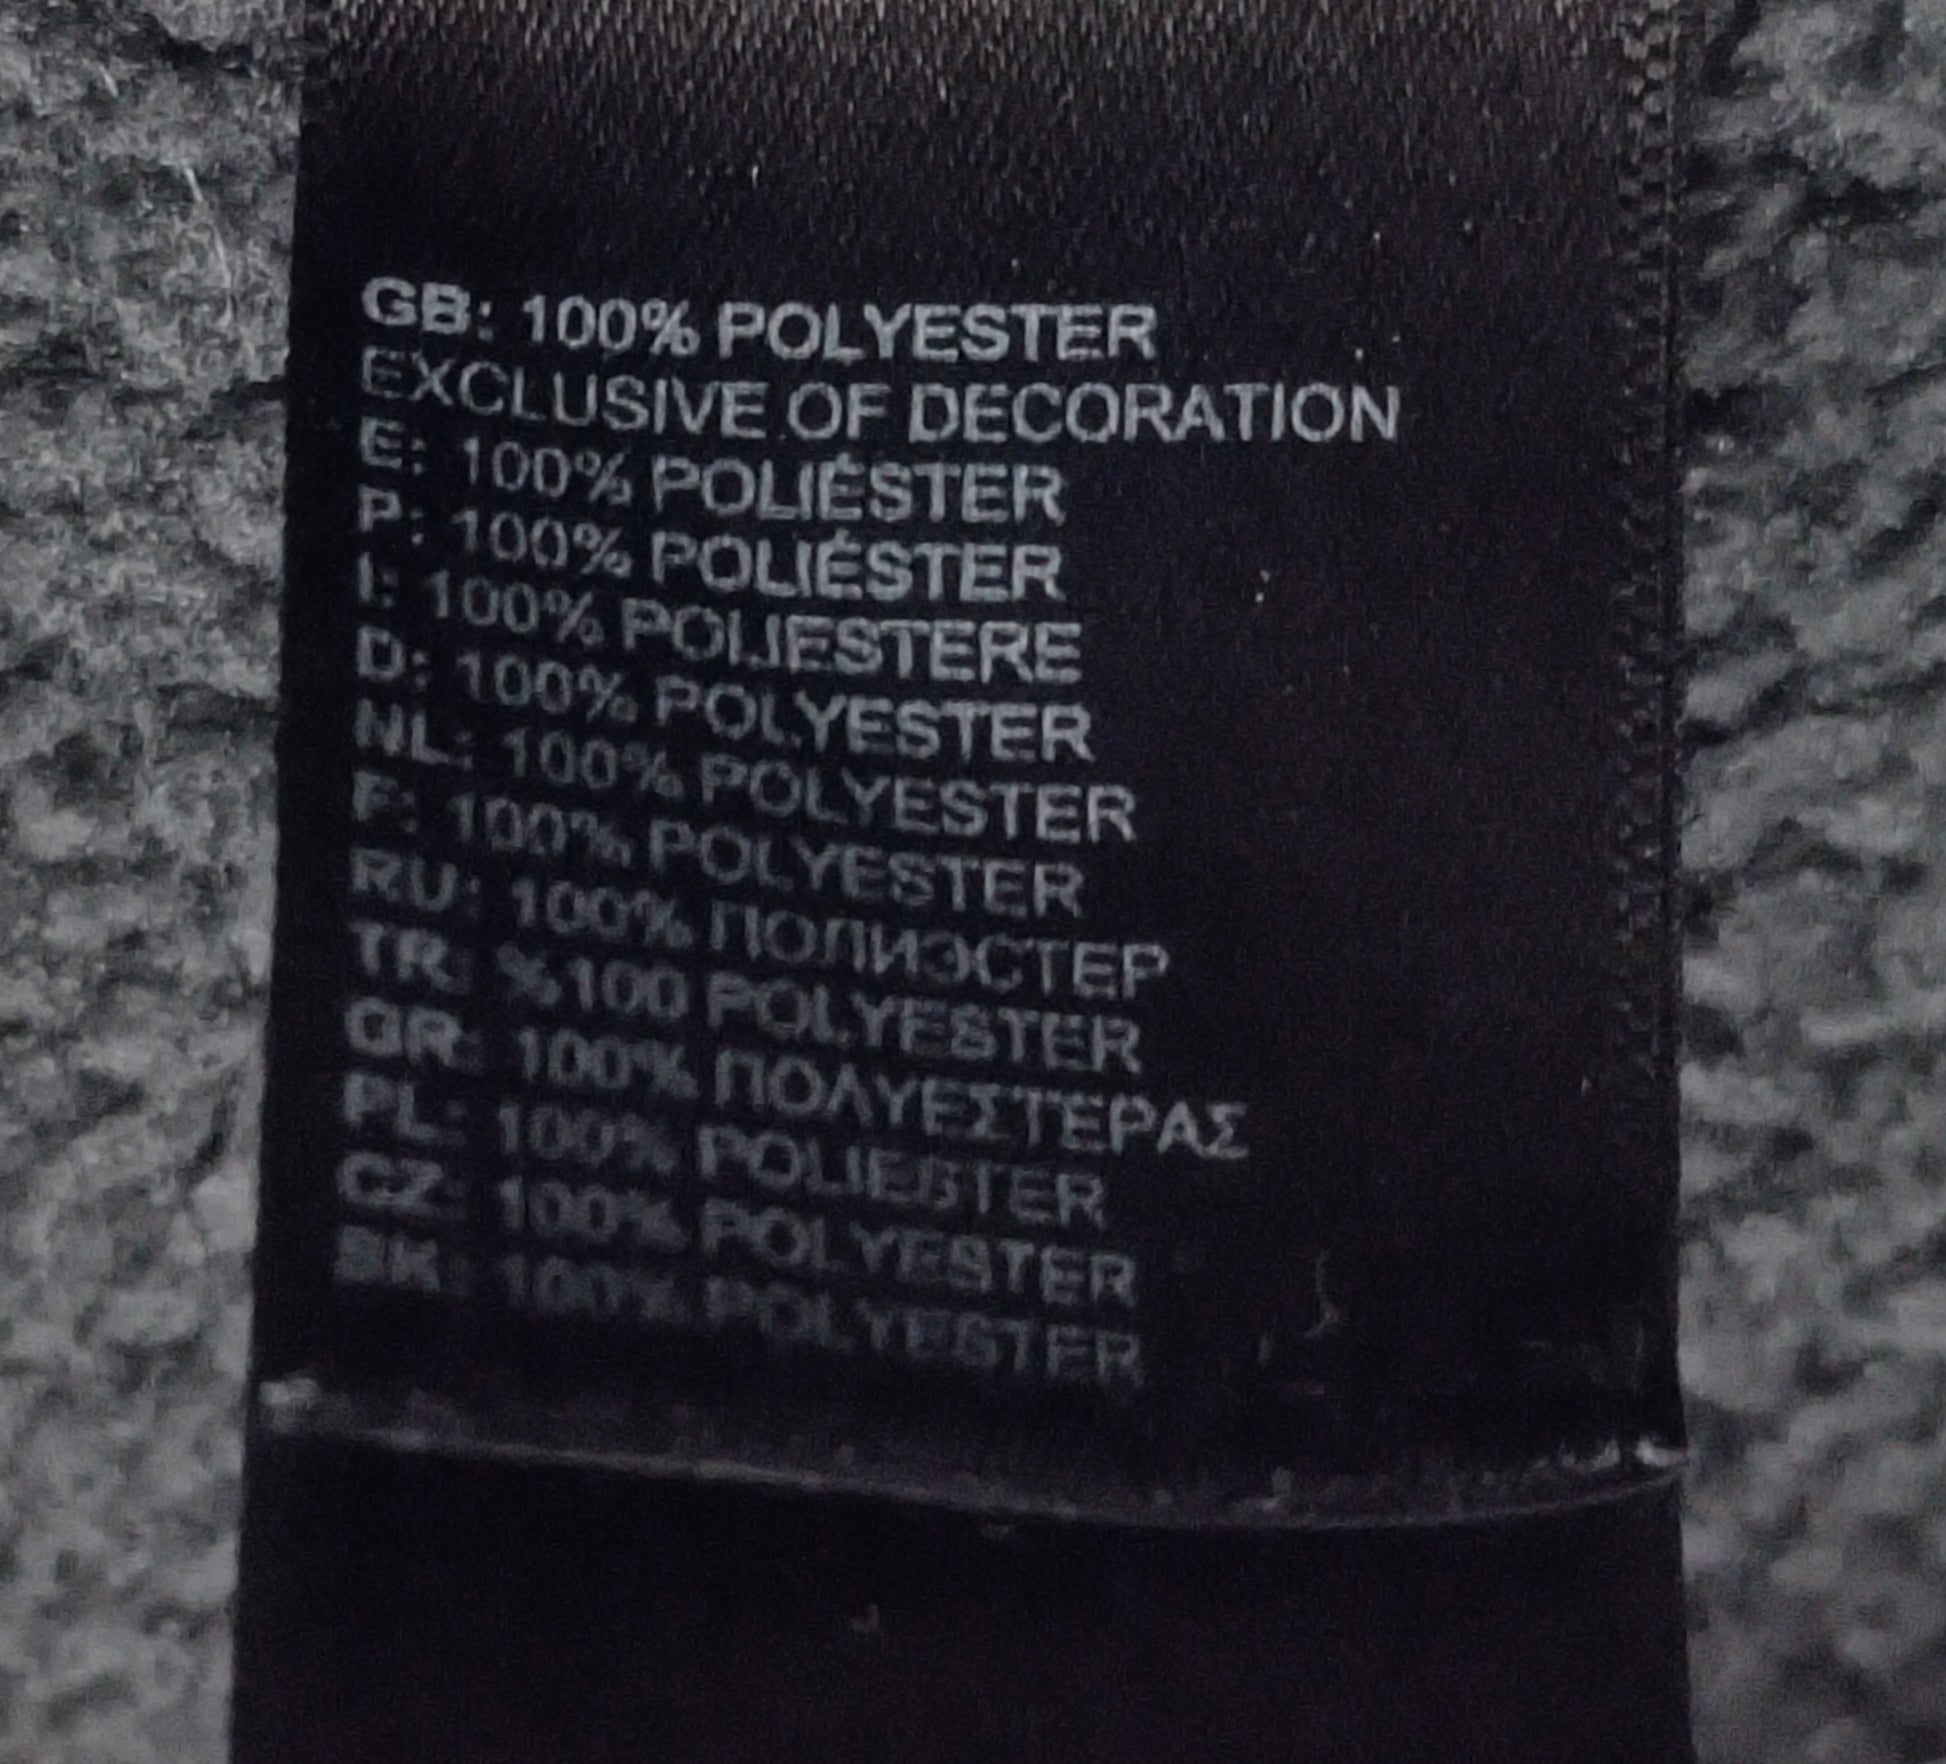 GB: 100% POLYESTER
EXCLUSIVE OF DECORATION
E: 100% POLIÉSTER
P: 100% POLIÉSTER
I: 100% POLIESTERE
D: 100% POLYESTER
NL: 100% POLYESTER
F: 100% POLYESTER
RU: 100% ПОЛИЭСТЕР
TR: %100 POLYESTER
GR: 100% ΠΟΛΥΕΣΤΕΡΑΣ
PL: 100% POLIESTER
CZ: 100% POLYESTER
SK: 100% POLYESTER